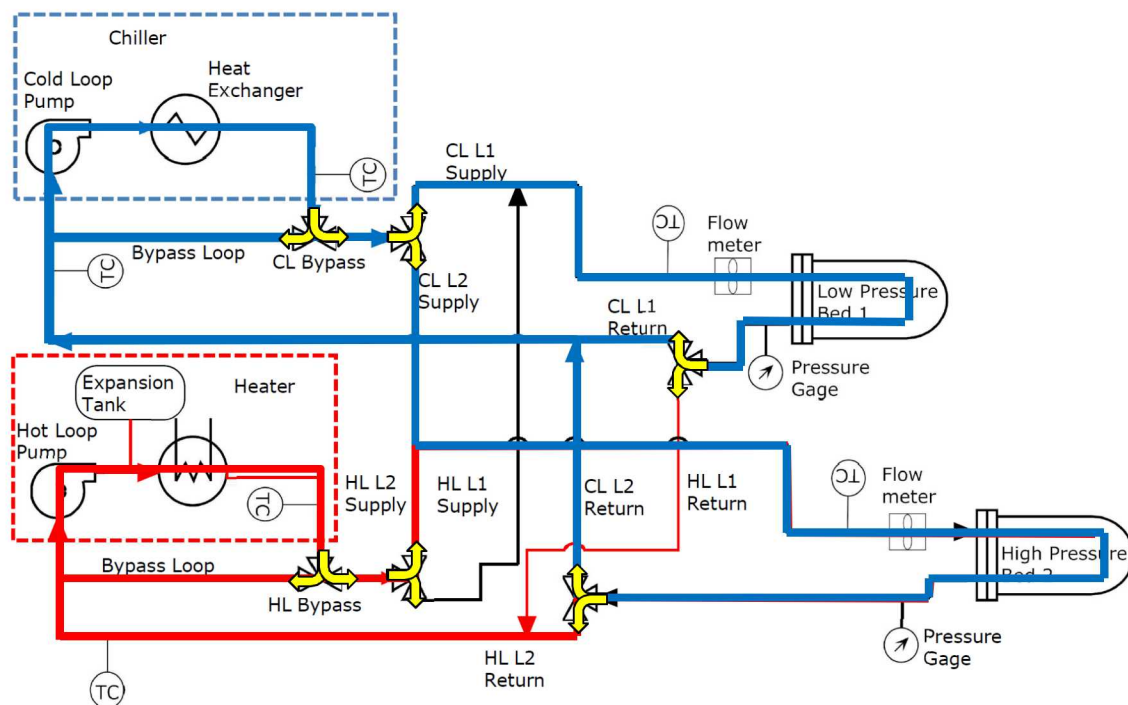 Chiller
Cold Loop
Pump
Heat
Exchanger
TC
CL L1
Supply
TC
Flow
meter
Bypass Loop
CL Bypass
TC
CL L2
Supply
CL L1
Return
Low Pressure
Bed 1
Pressure
Gage
Expansion
Tank
Heater
Hot Loop
Pump
TC
HL L2
Supply
HL L1
Supply
CL L2
Return
HL L1
Return
TC
Flow
meter
High Pressure
Bed 2
Bypass Loop
HL Bypass
HL L2
Return
Pressure
Gage
TC